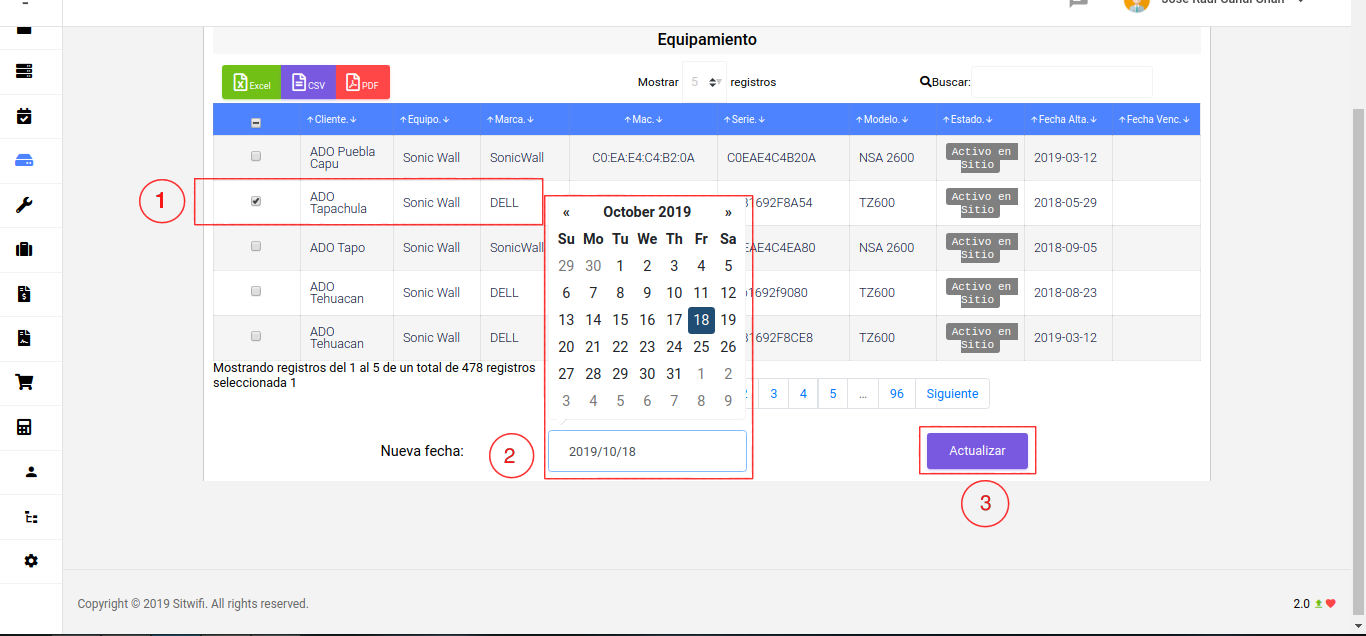 Equipamiento
Excel CSV PDF Mostrar 5 registros Buscar:
Cliente. Equipo. Marca. Mac. Serie. Modelo. Estado. Fecha Alta. Fecha Venc.
ADO Puebla
Capu
Sonic Wall SonicWall C0:EA:E4:C4:B2:0A C0EAE4C4B20A NSA 2600
Activo en
Sitio
2019-03-12
1
ADO
Tapachula
Sonic Wall DELL 1692F8A54 TZ600
Activo en
Sitio
2018-05-29
ADO Tapo Sonic Wall SonicWall EAE4C4EA80 NSA 2600
Activo en
Sitio
2018-09-05
ADO
Tehuacan
Sonic Wall DELL 1692f9080 TZ600
Activo en
Sitio
2018-08-23
ADO
Tehuacan
Sonic Wall DELL 1692F8CE8 TZ600
Activo en
Sitio
2019-03-12
« October 2019 »
Su Mo Tu We Th Fr Sa
29 30 1 2 3 4 5
6 7 8 9 10 11 12
13 14 15 16 17 18 19
20 21 22 23 24 25 26
27 28 29 30 31 1 2
3 4 5 6 7 8 9
Mostrando registros del 1 al 5 de un total de 478 registros
seleccionada 1
3 4 5 ... 96 Siguiente
Nueva fecha: 2 2019/10/18 Actualizar
3
Copyright © 2019 Sitwifi. All rights reserved. 2.0